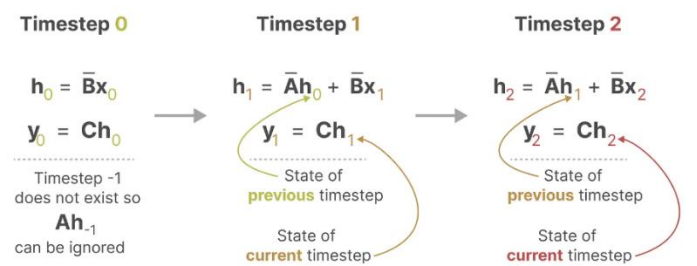 Timestep 0
h₀ = B̅x₀
y₀ = Ch₀
Timestep -1
does not exist so
Ah₋₁
can be ignored
Timestep 1
h₁ = A̅h₀ + B̅x₁
y₁ = Ch₁
State of
previous timestep
State of
current timestep
Timestep 2
h₂ = A̅h₁ + B̅x₂
y₂ = Ch₂
State of
previous timestep
State of
current timestep